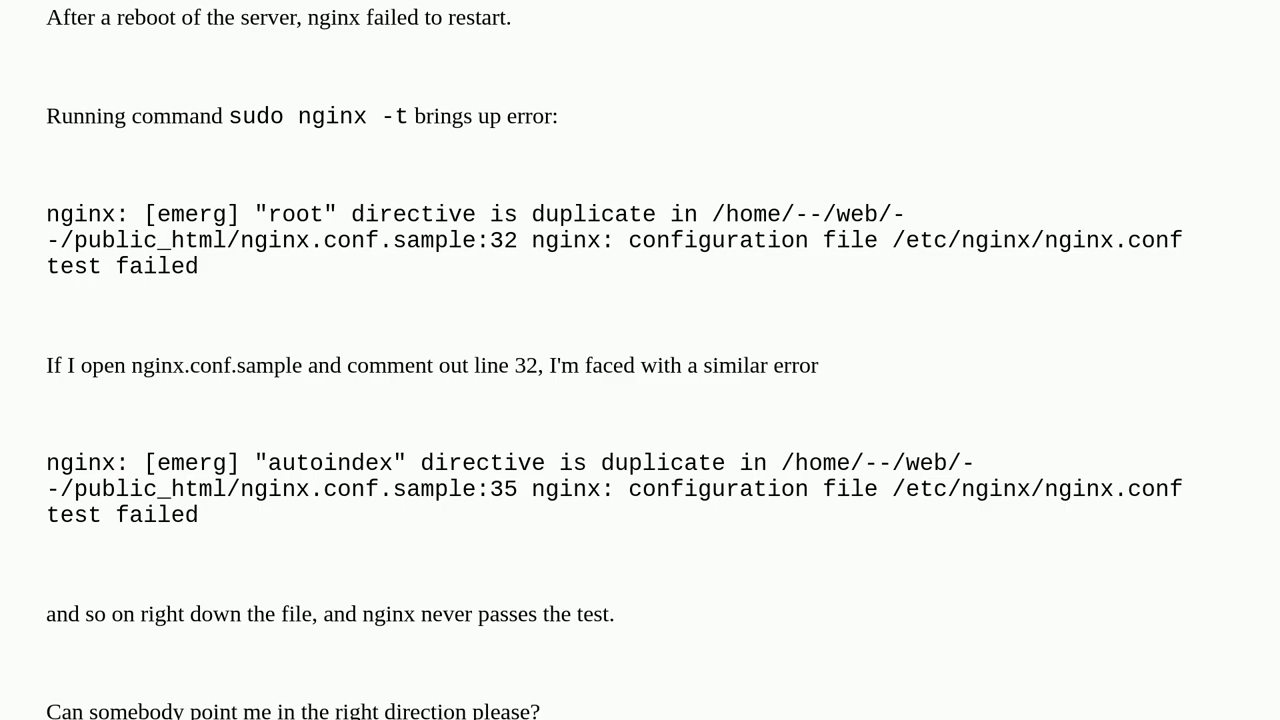 After a reboot of the server, nginx failed to restart.
Running command sudo nginx -t brings up error:
nginx: [emerg] "root" directive is duplicate in /home/--/web/-
-/public_html/nginx.conf.sample:32 nginx: configuration file /etc/nginx/nginx.conf
test failed
If I open nginx.conf.sample and comment out line 32, I'm faced with a similar error
nginx: [emerg] "autoindex" directive is duplicate in /home/--/web/-
-/public_html/nginx.conf.sample:35 nginx: configuration file /etc/nginx/nginx.conf
test failed
and so on right down the file, and nginx never passes the test.
Can somebody point me in the right direction please?